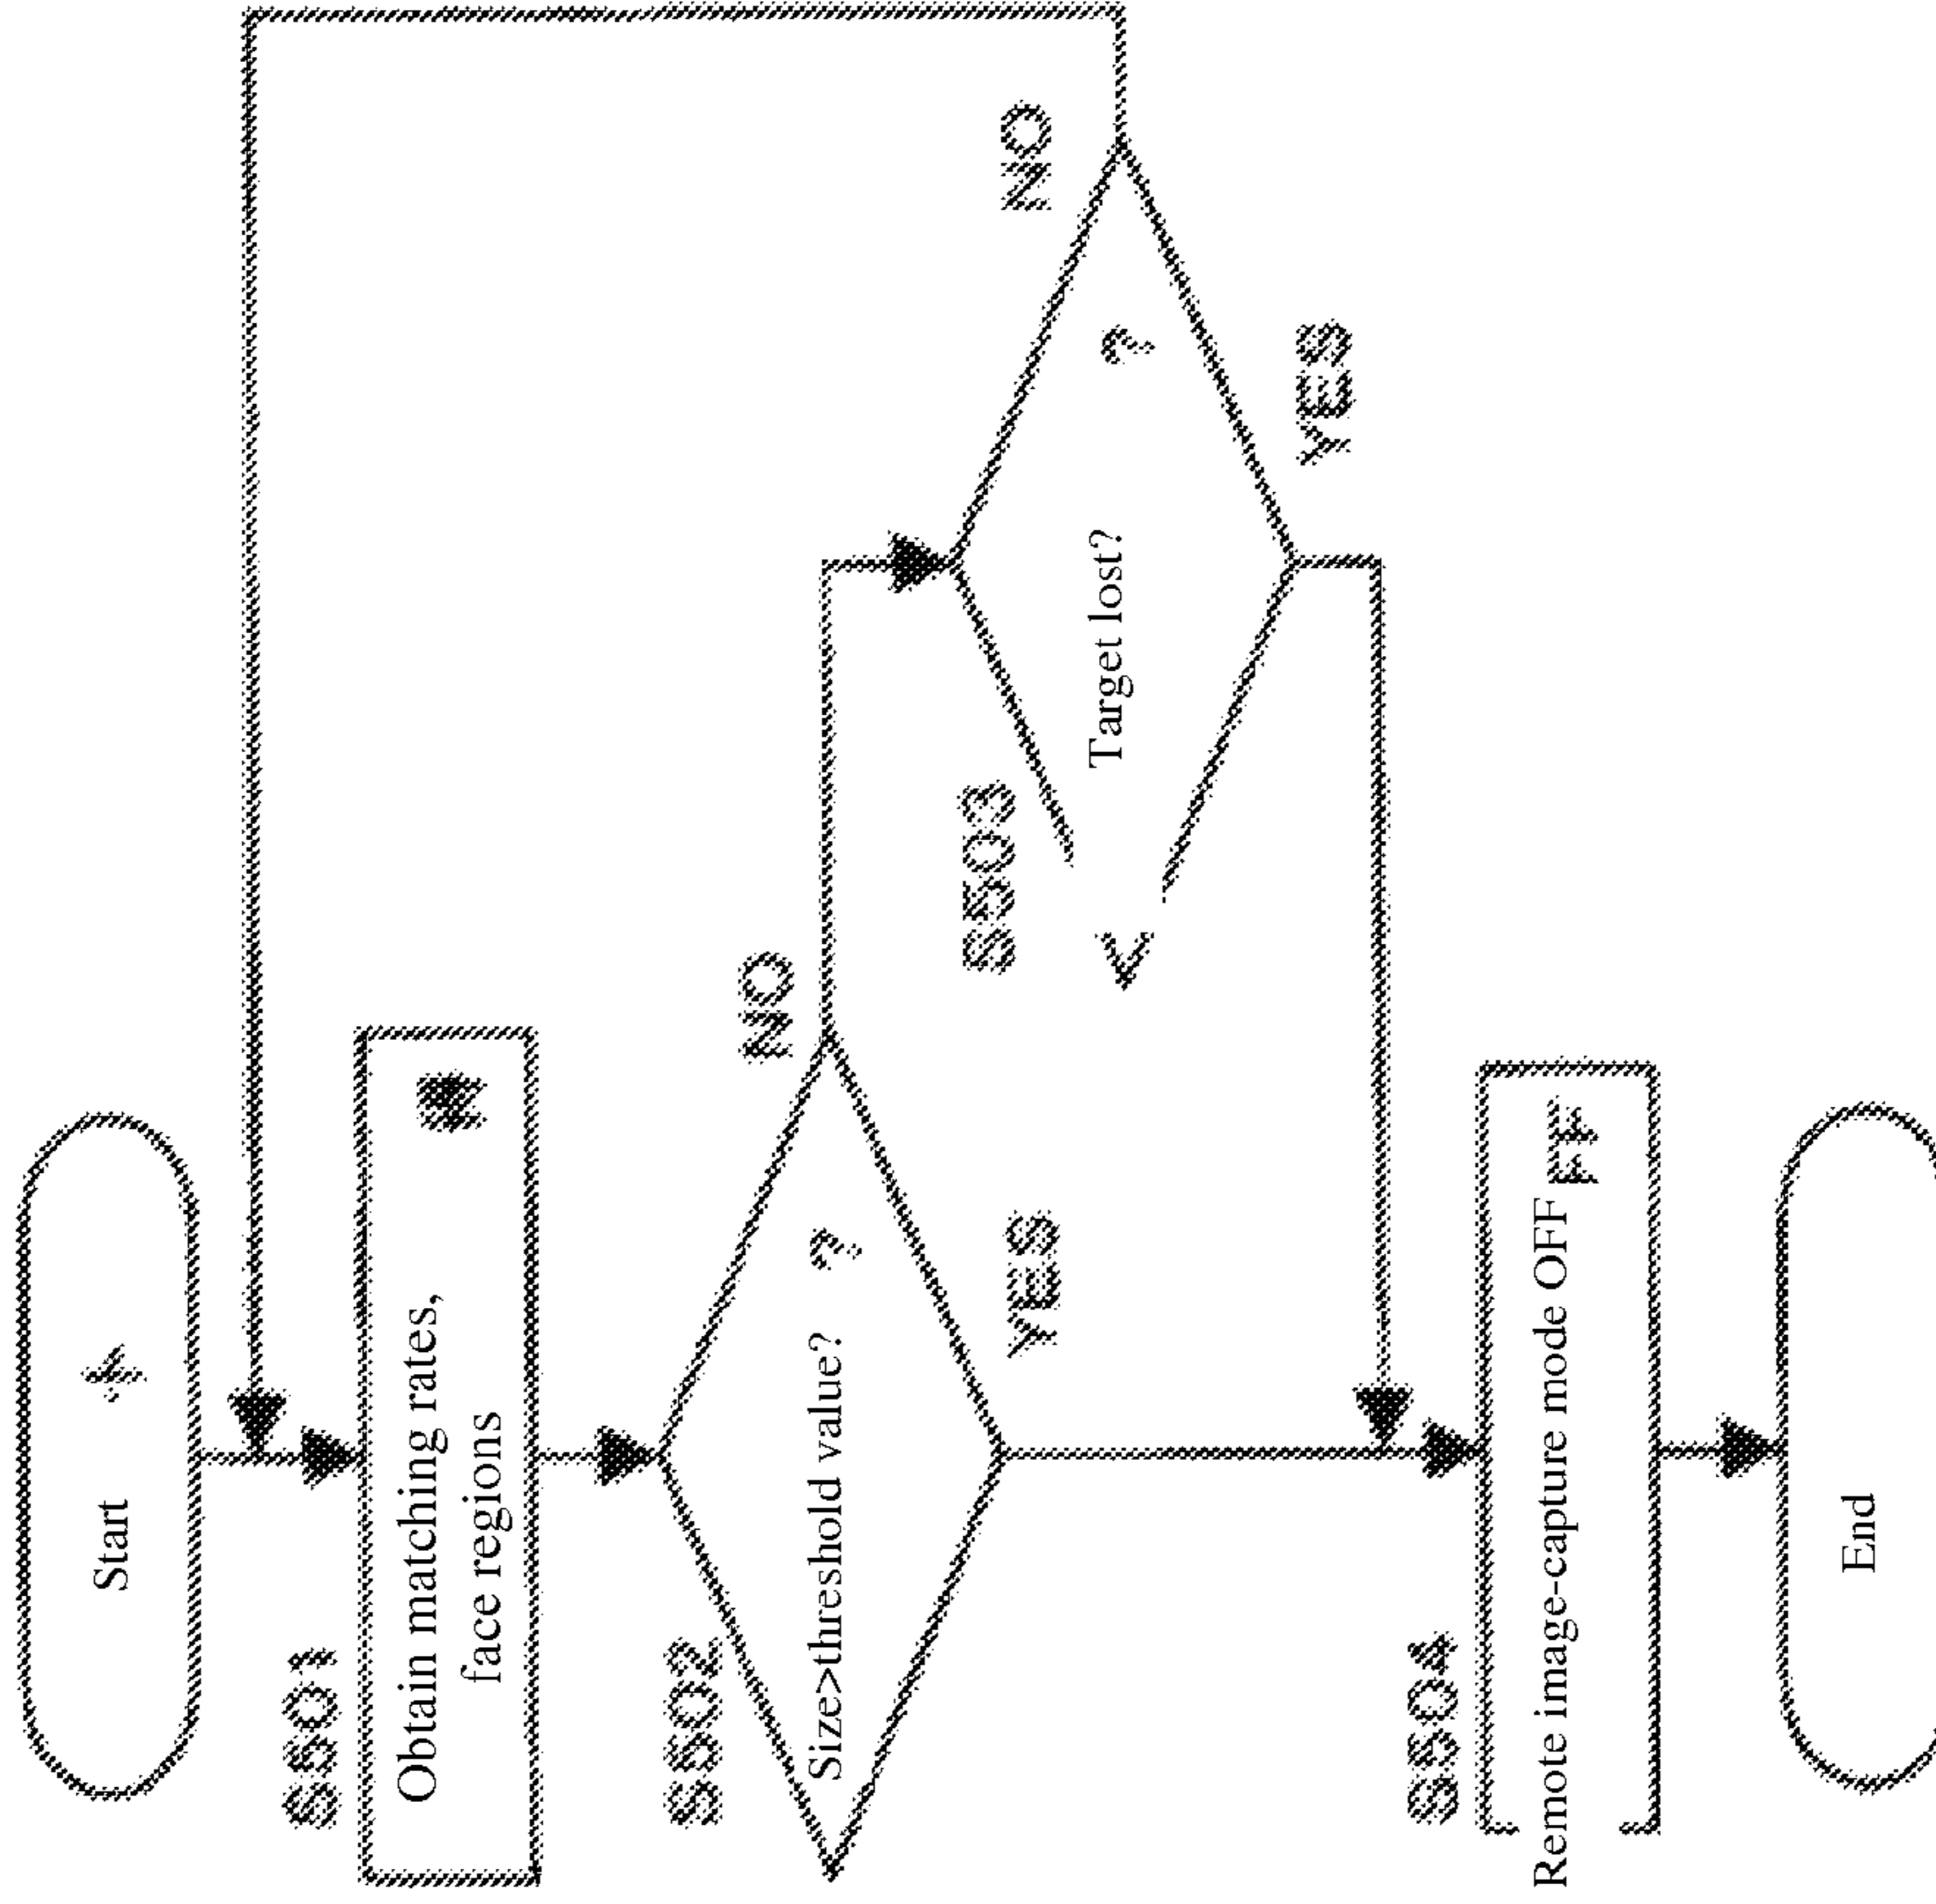 Start
S501
Obtain matching rates,
face regions
S502
Size>threshold value?
?
NO
YES
S503
Target lost?
?
NO
YES
S504
Remote image-capture mode OFF
FF
End